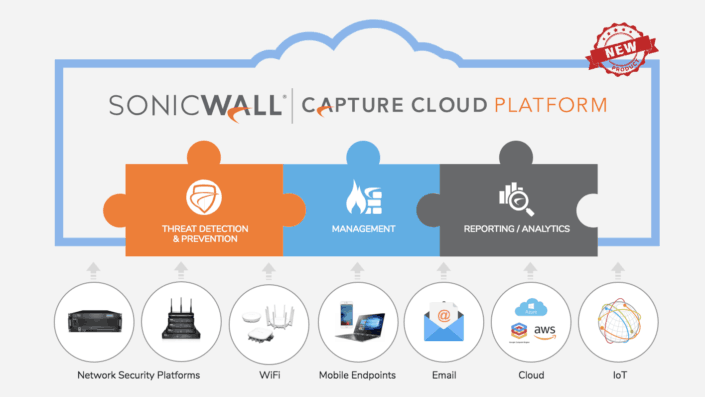 NEW
PRODUCT
SONICWALL® | CAPTURE CLOUD PLATFORM
THREAT DETECTION
& PREVENTION
MANAGEMENT
REPORTING / ANALYTICS
@
Azure
aws
Network Security Platforms
WiFi
Mobile Endpoints
Email
Cloud
IoT